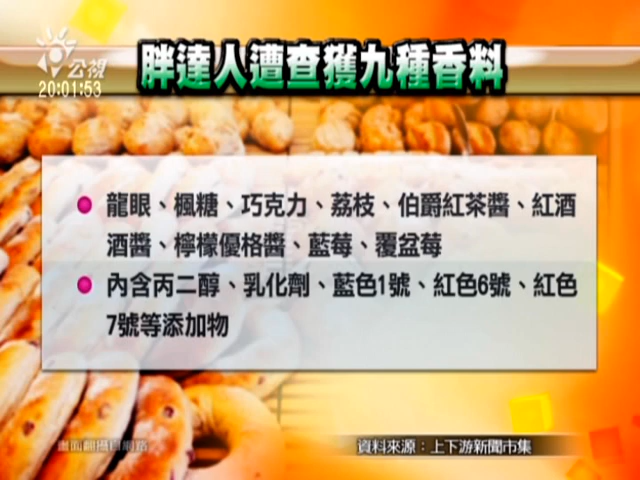 公視
胖達人遭查獲九種香料
20:01:53
龍眼、楓糖、巧克力、荔枝、伯爵紅茶醬、紅酒
酒醬、檸檬優格醬、藍莓、覆盆莓
內含丙二醇、乳化劑、藍色1號、紅色6號、紅色
7號等添加物
畫面翻攝自網路
資料來源：上下游新聞市集